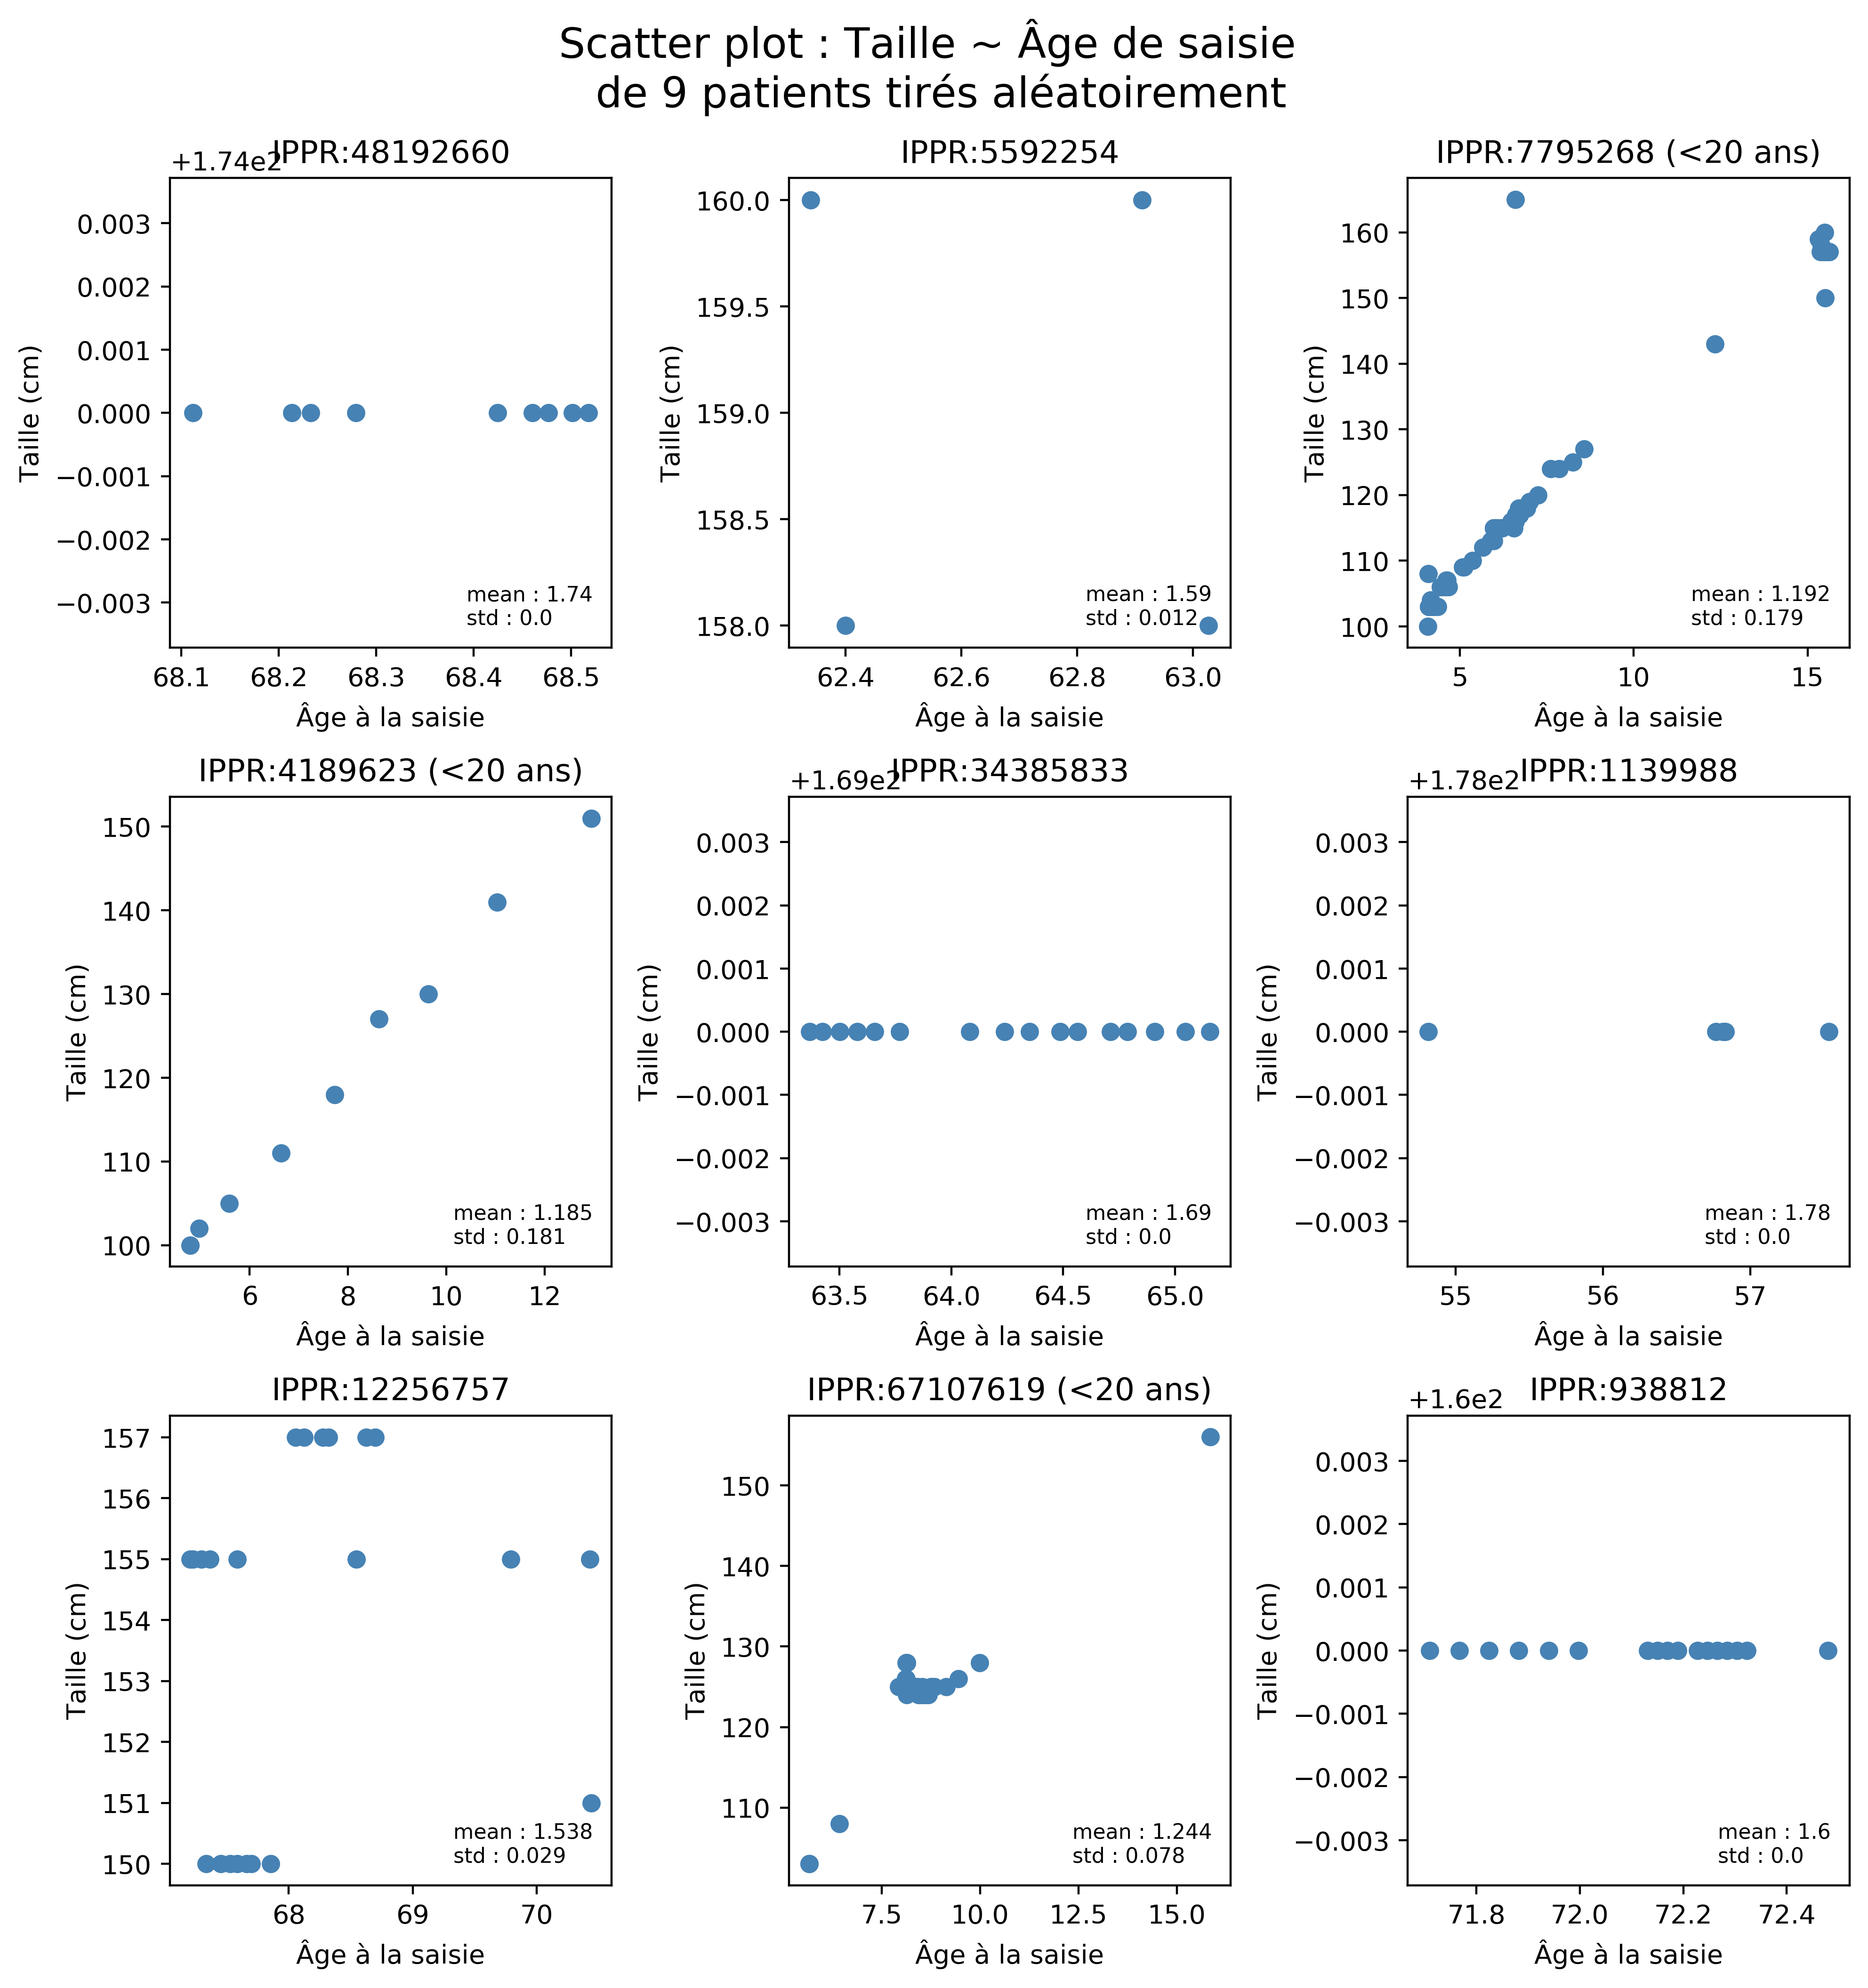 Scatter plot : Taille ~ Âge de saisie
de 9 patients tirés aléatoirement
IPPR:48192660
+1.74e2
0.003
0.002
0.001
0.000
−0.001
−0.002
−0.003
Taille (cm)
mean : 1.74
std : 0.0
68.1 68.2 68.3 68.4 68.5
Âge à la saisie
IPPR:5592254
160.0
159.5
159.0
158.5
158.0
Taille (cm)
mean : 1.59
std : 0.012
62.4 62.6 62.8 63.0
Âge à la saisie
IPPR:7795268 (<20 ans)
160
150
140
130
120
110
100
Taille (cm)
mean : 1.192
std : 0.179
5 10 15
Âge à la saisie
IPPR:4189623 (<20 ans)
150
140
130
120
110
100
Taille (cm)
mean : 1.185
std : 0.181
6 8 10 12
Âge à la saisie
IPPR:34385833
+1.69e2
0.003
0.002
0.001
0.000
−0.001
−0.002
−0.003
Taille (cm)
mean : 1.69
std : 0.0
63.5 64.0 64.5 65.0
Âge à la saisie
IPPR:1139988
+1.78e2
0.003
0.002
0.001
0.000
−0.001
−0.002
−0.003
Taille (cm)
mean : 1.78
std : 0.0
55 56 57
Âge à la saisie
IPPR:12256757
157
156
155
154
153
152
151
150
Taille (cm)
mean : 1.538
std : 0.029
68 69 70
Âge à la saisie
IPPR:67107619 (<20 ans)
150
140
130
120
110
Taille (cm)
mean : 1.244
std : 0.078
7.5 10.0 12.5 15.0
Âge à la saisie
IPPR:938812
+1.6e2
0.003
0.002
0.001
0.000
−0.001
−0.002
−0.003
Taille (cm)
mean : 1.6
std : 0.0
71.8 72.0 72.2 72.4
Âge à la saisie